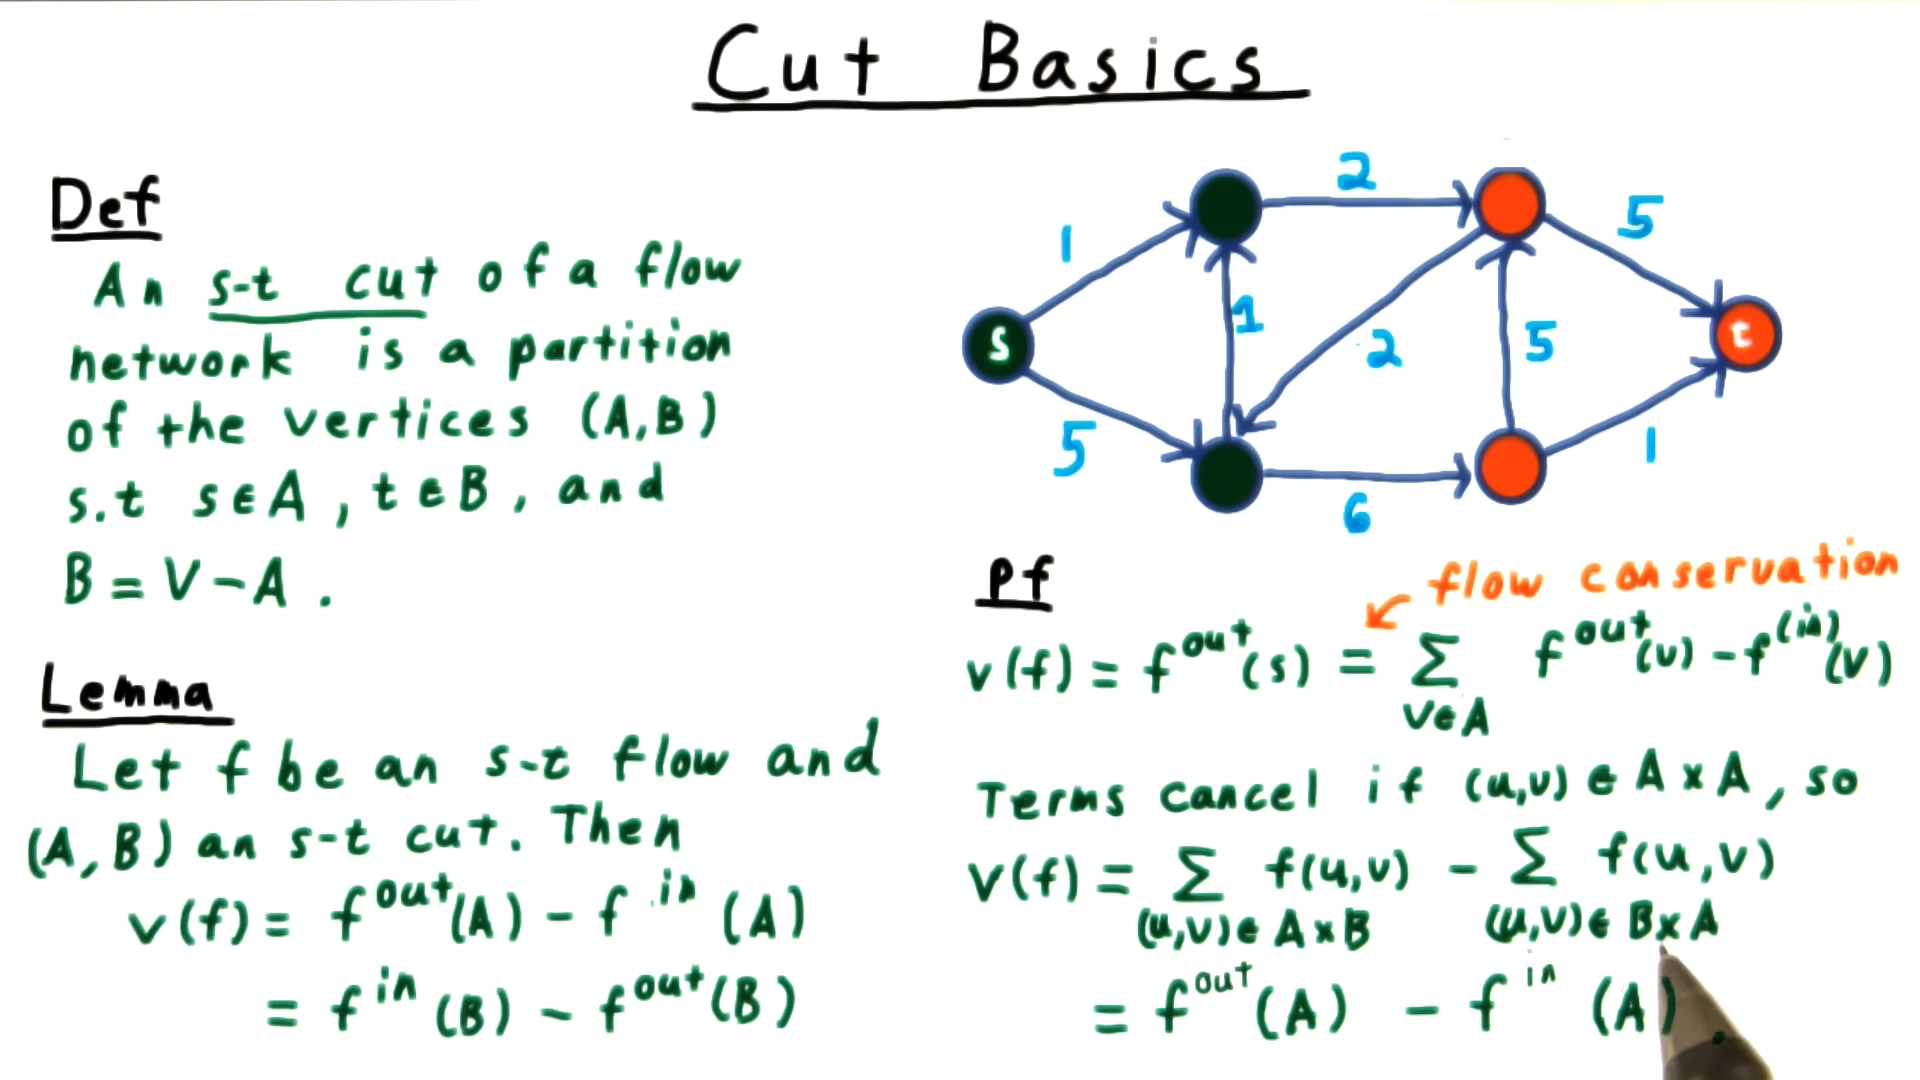 Cut Basics
Def
An s-t cut of a flow
network is a partition
of the vertices (A,B)
s.t s∈A, t∈B, and
B = V - A.
Lemma
Let f be an s-t flow and
(A, B) an s-t cut. Then
v(f) = f^out(A) - f^in(A)
= f^in(B) - f^out(B)
1
2
5
s
1
2
5
t
5
6
1
Pf
flow conservation
v(f) = f^out(s) = Σ_{v∈A} f^out(v) - f^(in)(v)
Terms cancel if (u,v) ∈ A x A, so
v(f) = Σ_{(u,v)∈ A x B} f(u,v) - Σ_{(u,v)∈ B x A} f(u,v)
= f^out(A) - f^in(A).